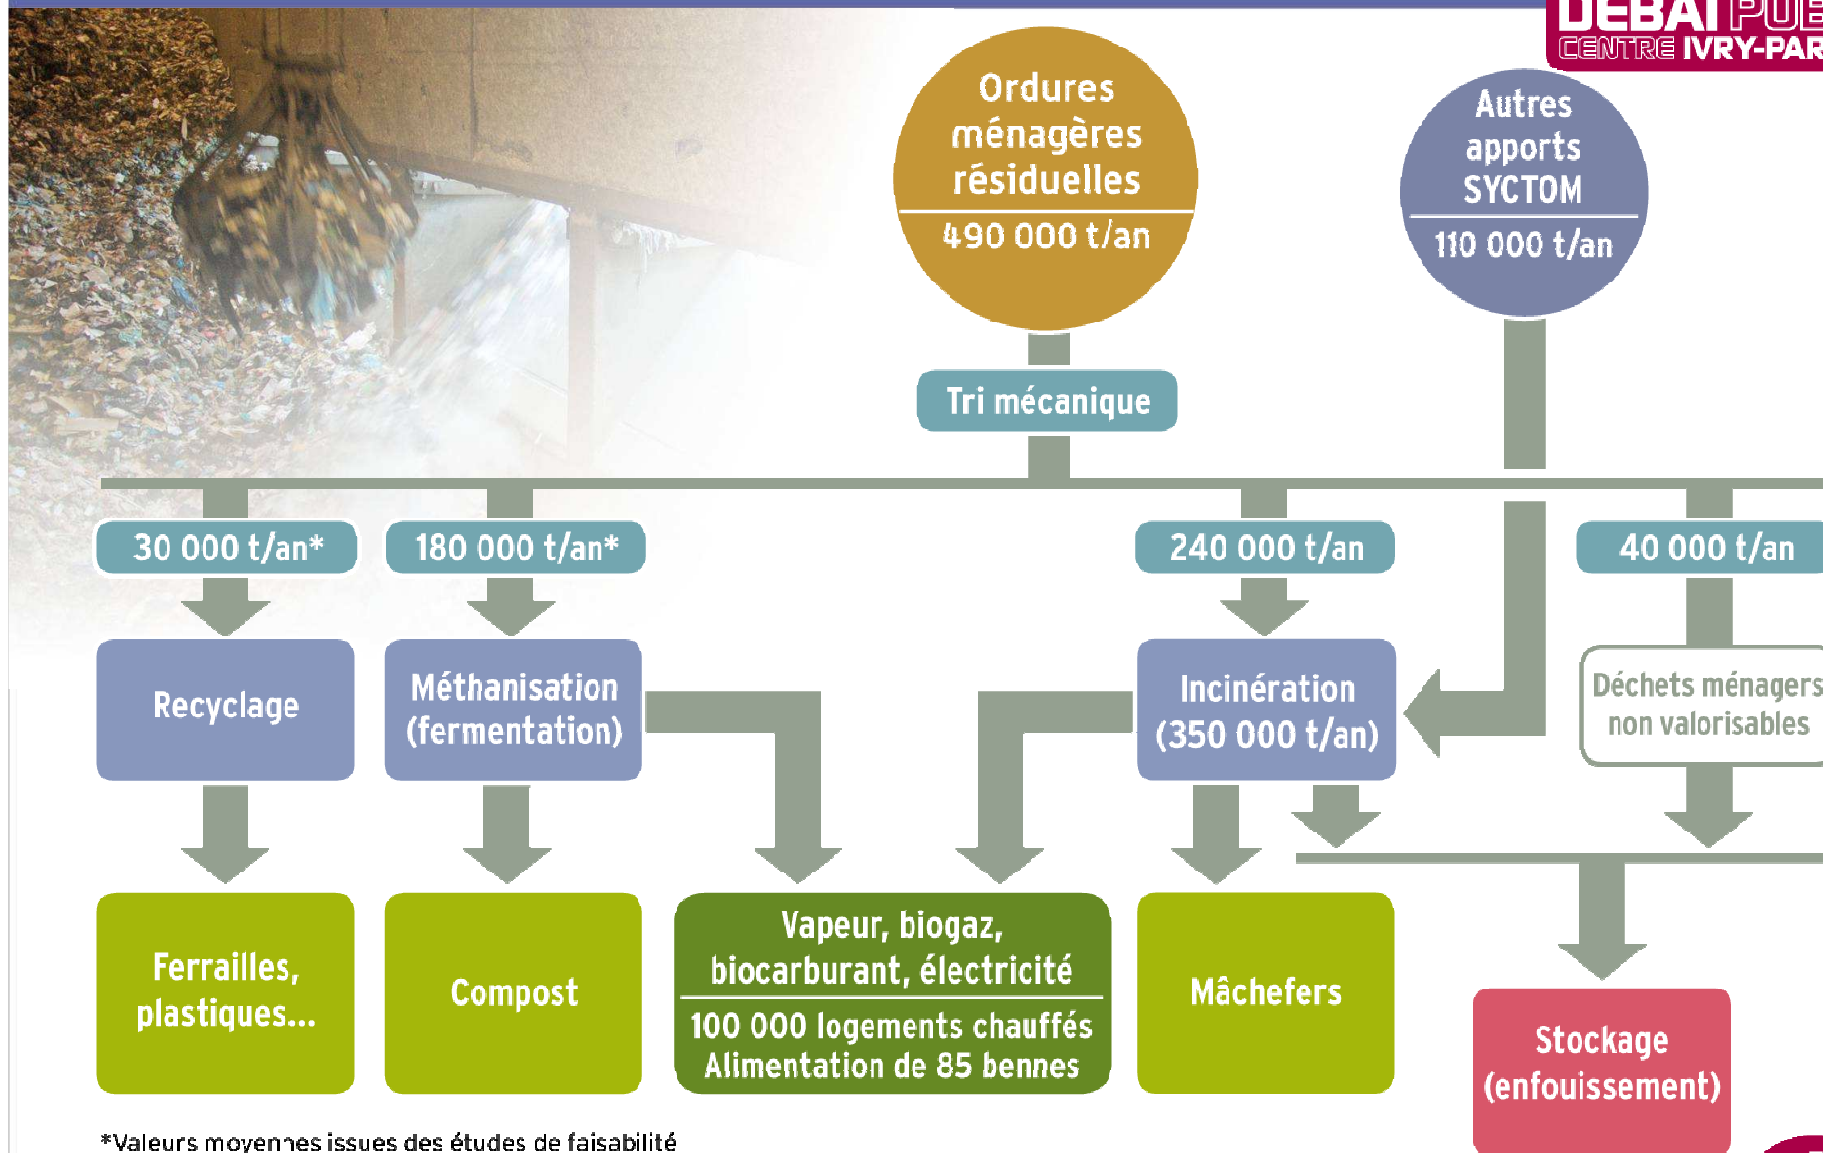 DÉBAT
CENTRE IVRY-PAR
Ordures
ménagères
résiduelles
490 000 t/an
Autres
apports
SYCTOM
110 000 t/an
Tri mécanique
30 000 t/an*
180 000 t/an*
240 000 t/an
40 000 t/an
Recyclage
Méthanisation
(fermentation)
Incinération
(350 000 t/an)
Déchets ménagers
non valorisables
Ferrailles,
plastiques...
Compost
Vapeur, biogaz,
biocarburant, électricité
100 000 logements chauffés
Alimentation de 85 bennes
Mâchefers
Stockage
(enfouissement)
*Valeurs moyennes issues des études de faisabilité